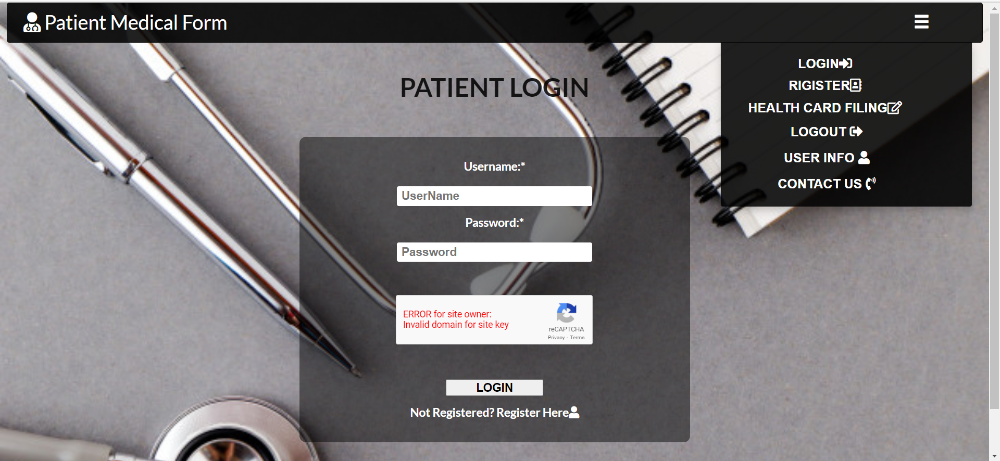 Patient Medical Form
LOGIN
RIGISTER
HEALTH CARD FILING
LOGOUT
USER INFO
CONTACT US
PATIENT LOGIN
Username:*
UserName
Password:*
Password
ERROR for site owner:
Invalid domain for site key
reCAPTCHA
Privacy - Terms
LOGIN
Not Registered? Register Here